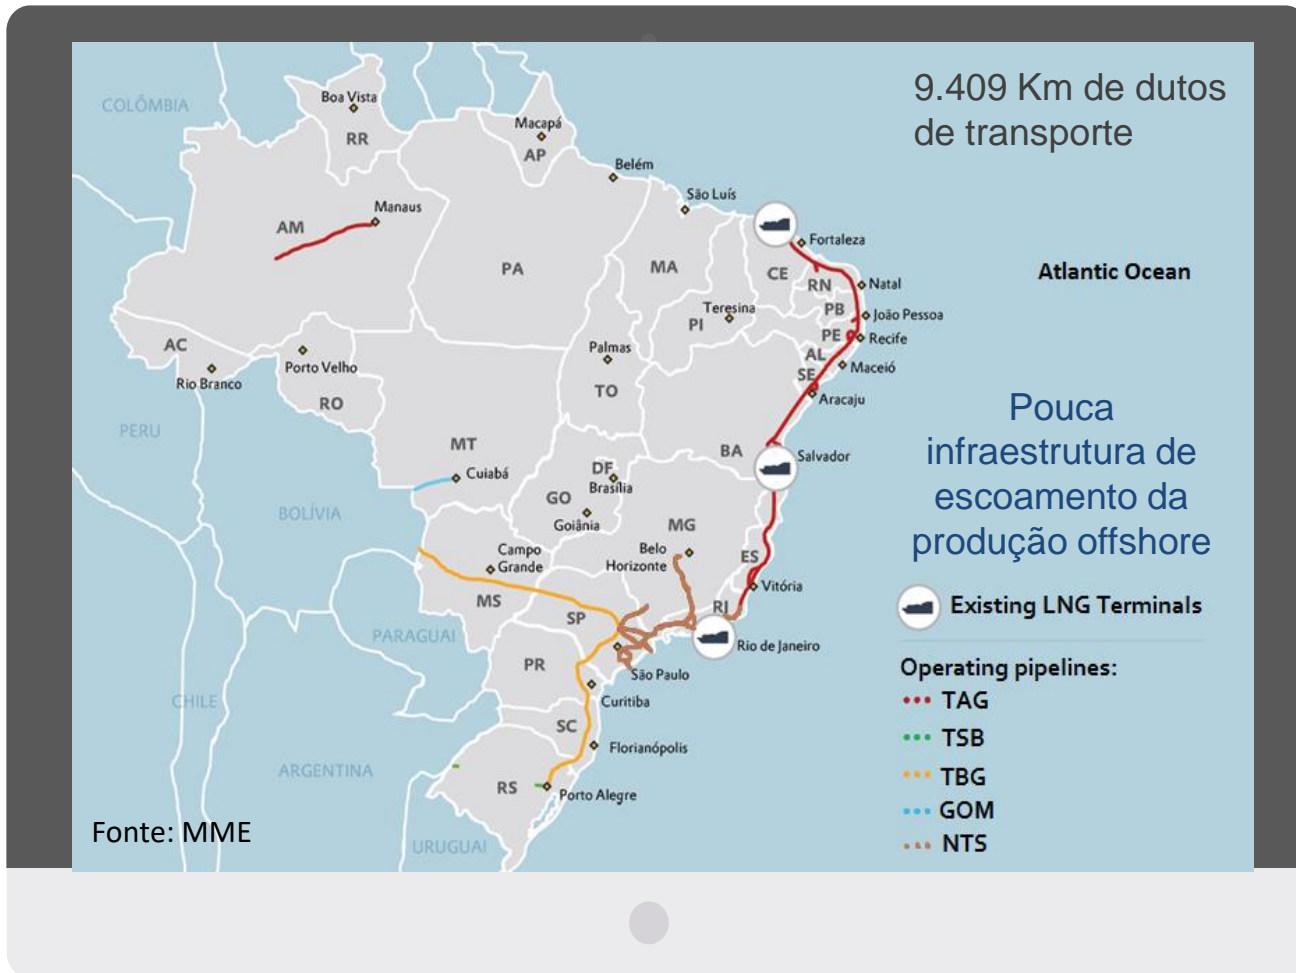 9.409 Km de dutos
de transporte
COLÔMBIA
Boa Vista
RR
Macapá
AP
Belém
São Luís
Manaus
AM
Fortaleza
PA
MA
CE
RN
Natal
Atlantic Ocean
Teresina
PI
PB
João Pessoa
PE
Recife
AC
Rio Branco
Porto Velho
RO
Palmas
TO
AL
Maceió
SE
Aracaju
PERU
MT
Cuiabá
BA
Salvador
Pouca
infraestrutura de
escoamento da
produção offshore
DF
Brasília
GO
Goiânia
BOLÍVIA
MG
Belo
Horizonte
Campo
Grande
ES
Vitória
MS
SP
RJ
Rio de Janeiro
PARAGUAI
PR
São Paulo
Curitiba
CHILE
SC
Florianópolis
ARGENTINA
RS
Porto Alegre
URUGUAI
Existing LNG Terminals
Operating pipelines:
TAG
TSB
TBG
GOM
NTS
Fonte: MME